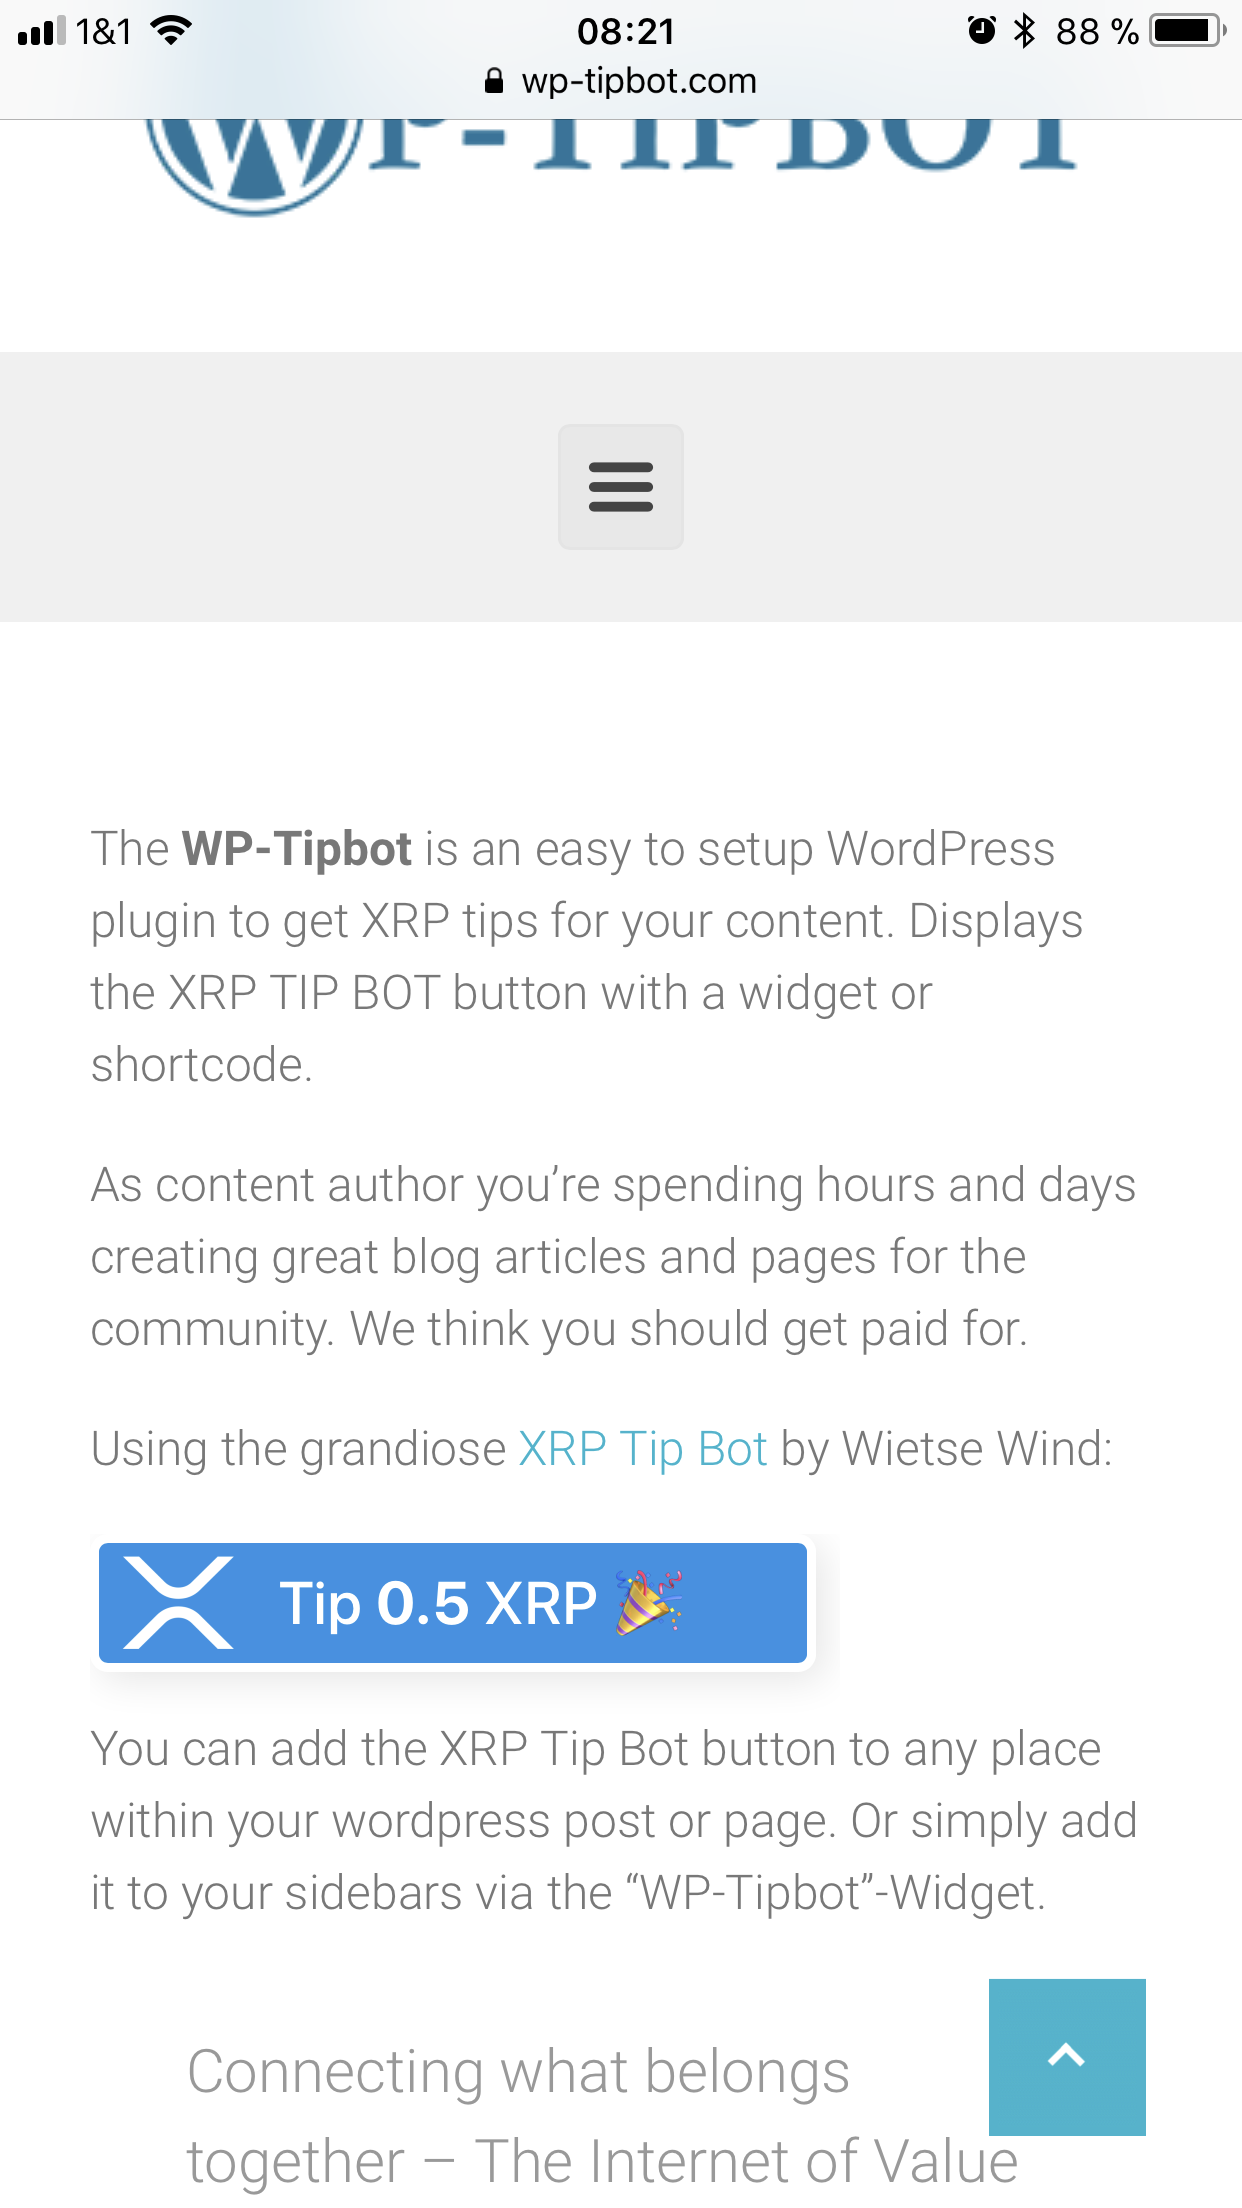 1&1
08:21
88 %
wp-tipbot.com
WP-TIPBOT
The WP-Tipbot is an easy to setup WordPress
plugin to get XRP tips for your content. Displays
the XRP TIP BOT button with a widget or
shortcode.
As content author you’re spending hours and days
creating great blog articles and pages for the
community. We think you should get paid for.
Using the grandiose XRP Tip Bot by Wietse Wind:
Tip 0.5 XRP 🎉
You can add the XRP Tip Bot button to any place
within your wordpress post or page. Or simply add
it to your sidebars via the “WP-Tipbot”-Widget.
Connecting what belongs
together – The Internet of Value